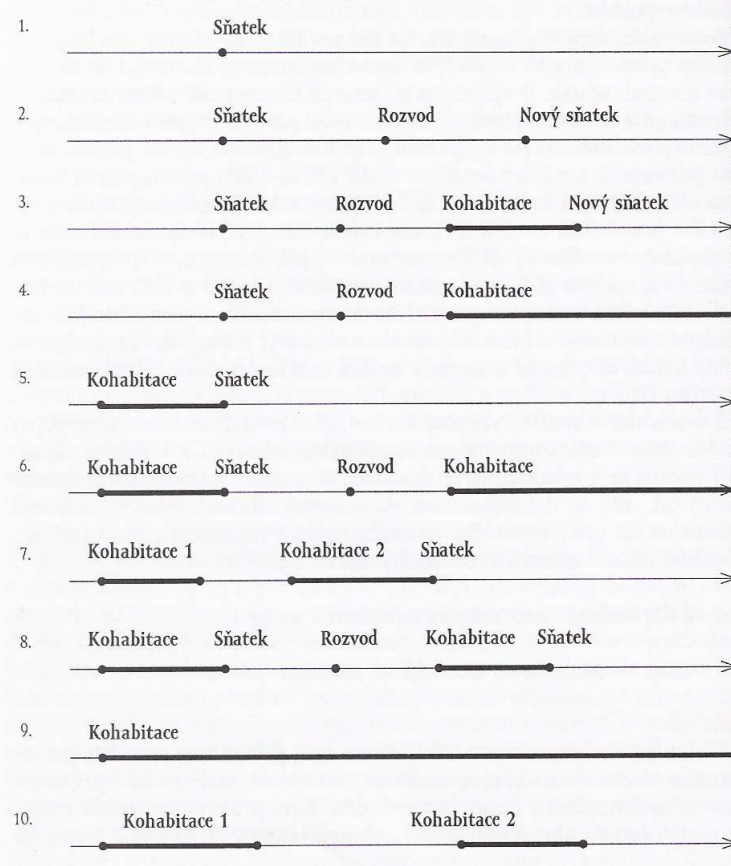 1. Sňatek
2. Sňatek Rozvod Nový sňatek
3. Sňatek Rozvod Kohabitace Nový sňatek
4. Sňatek Rozvod Kohabitace
5. Kohabitace Sňatek
6. Kohabitace Sňatek Rozvod Kohabitace
7. Kohabitace 1 Kohabitace 2 Sňatek
8. Kohabitace Sňatek Rozvod Kohabitace Sňatek
9. Kohabitace
10. Kohabitace 1 Kohabitace 2